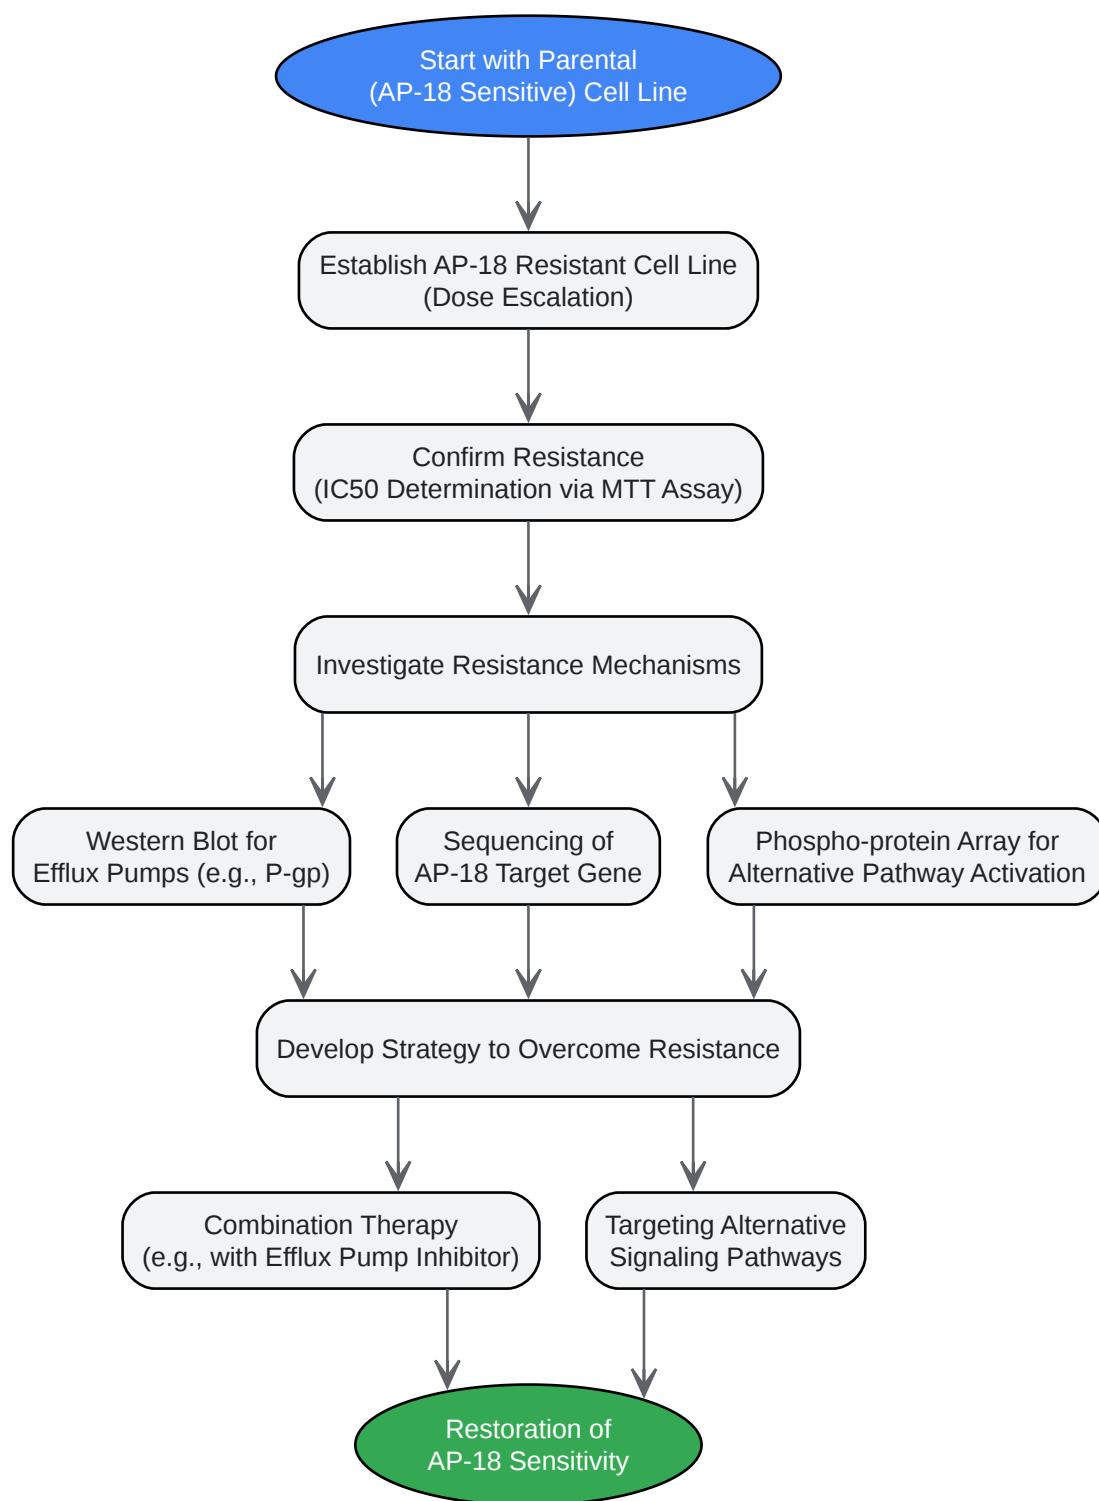 Start with Parental
(AP-18 Sensitive) Cell Line
Establish AP-18 Resistant Cell Line
(Dose Escalation)
Confirm Resistance
(IC50 Determination via MTT Assay)
Investigate Resistance Mechanisms
Western Blot for
Efflux Pumps (e.g., P-gp)
Sequencing of
AP-18 Target Gene
Phospho-protein Array for
Alternative Pathway Activation
Develop Strategy to Overcome Resistance
Combination Therapy
(e.g., with Efflux Pump Inhibitor)
Targeting Alternative
Signaling Pathways
Restoration of
AP-18 Sensitivity